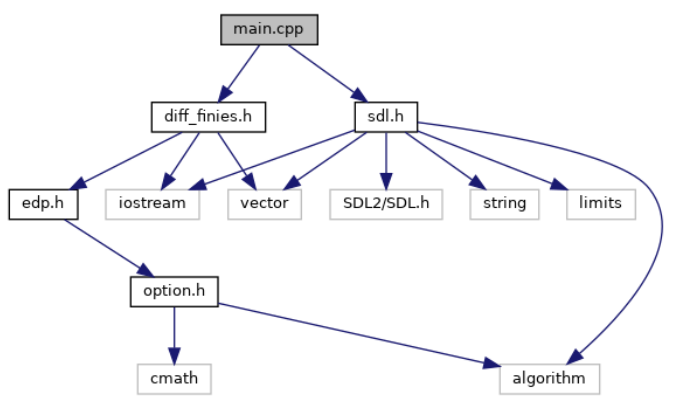 main.cpp
diff_finies.h
sdl.h
edp.h
iostream
vector
SDL2/SDL.h
string
limits
option.h
cmath
algorithm